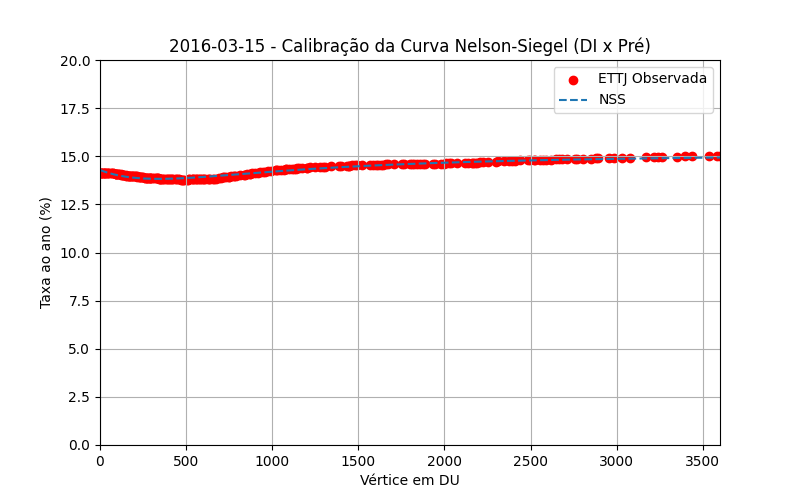 2016-03-15 - Calibração da Curva Nelson-Siegel (DI x Pré)
ETTJ Observada
NSS
Taxa ao ano (%)
20.0
17.5
15.0
12.5
10.0
7.5
5.0
2.5
0.0
0 500 1000 1500 2000 2500 3000 3500
Vértice em DU